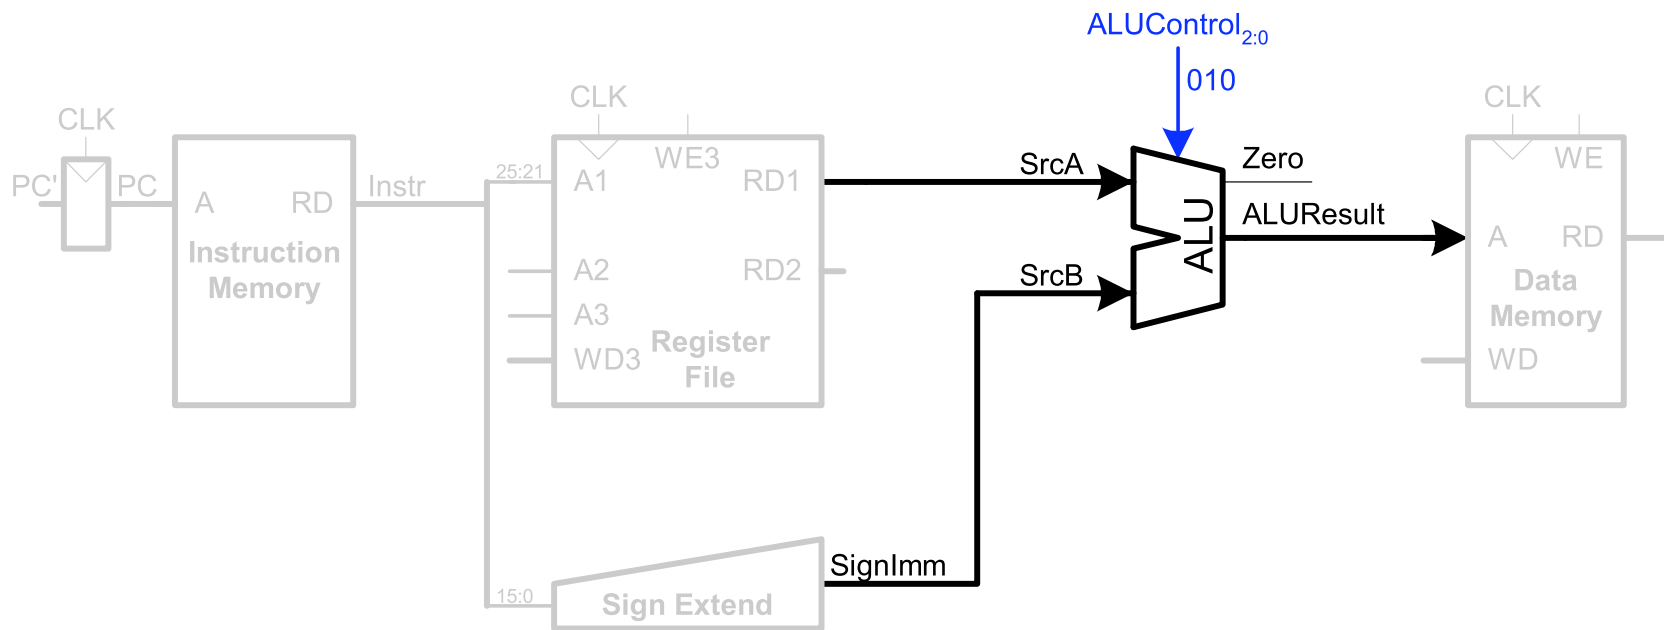 ALUControl2:0
010
CLK
CLK
CLK
PC'
PC
A
RD
Instr
Instruction
Memory
25:21
A1
WE3
RD1
A2
RD2
A3
WD3
Register
File
SrcA
SrcB
ALU
Zero
ALUResult
WE
A
RD
Data
Memory
WD
SignImm
15:0
Sign Extend